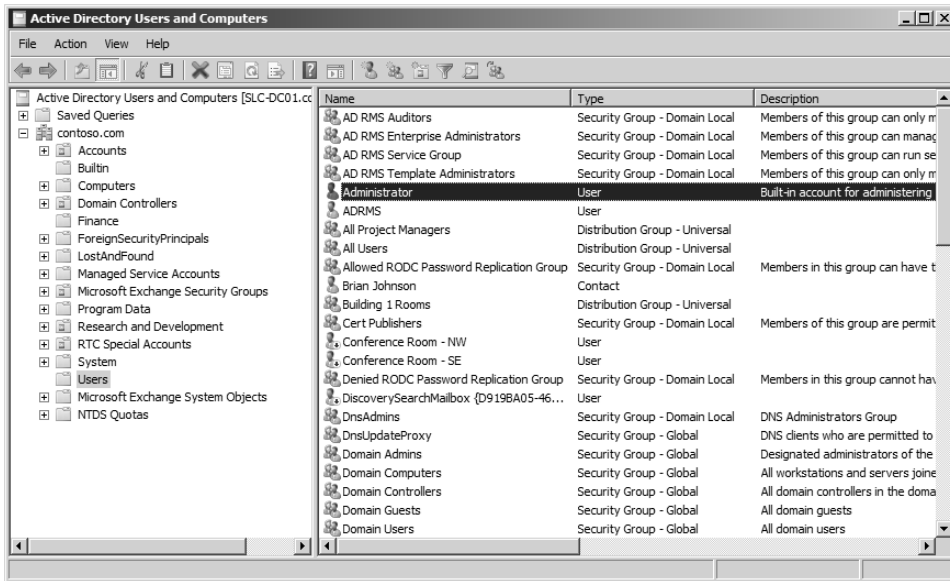 Active Directory Users and Computers
File Action View Help
Active Directory Users and Computers [SLC-DC01.cc
Saved Queries
contoso.com
Accounts
Builtin
Computers
Domain Controllers
Finance
ForeignSecurityPrincipals
LostAndFound
Managed Service Accounts
Microsoft Exchange Security Groups
Program Data
Research and Development
RTC Special Accounts
System
Users
Microsoft Exchange System Objects
NTDS Quotas
Name Type Description
AD RMS Auditors Security Group - Domain Local Members of this group can only m
AD RMS Enterprise Administrators Security Group - Domain Local Members of this group can manag
AD RMS Service Group Security Group - Domain Local Members of this group can run se
AD RMS Template Administrators Security Group - Domain Local Members of this group can only m
Administrator User Built-in account for administering
ADRMS User
All Project Managers Distribution Group - Universal
All Users Distribution Group - Universal
Allowed RODC Password Replication Group Security Group - Domain Local Members in this group can have t
Brian Johnson Contact
Building 1 Rooms Distribution Group - Universal
Cert Publishers Security Group - Domain Local Members of this group are permit
Conference Room - NW User
Conference Room - SE User
Denied RODC Password Replication Group Security Group - Domain Local Members in this group cannot hav
DiscoverySearchMailbox {D919BA05-46... User
DnsAdmins Security Group - Domain Local DNS Administrators Group
DnsUpdateProxy Security Group - Global DNS clients who are permitted to
Domain Admins Security Group - Global Designated administrators of the
Domain Computers Security Group - Global All workstations and servers joine
Domain Controllers Security Group - Global All domain controllers in the doma
Domain Guests Security Group - Global All domain guests
Domain Users Security Group - Global All domain users